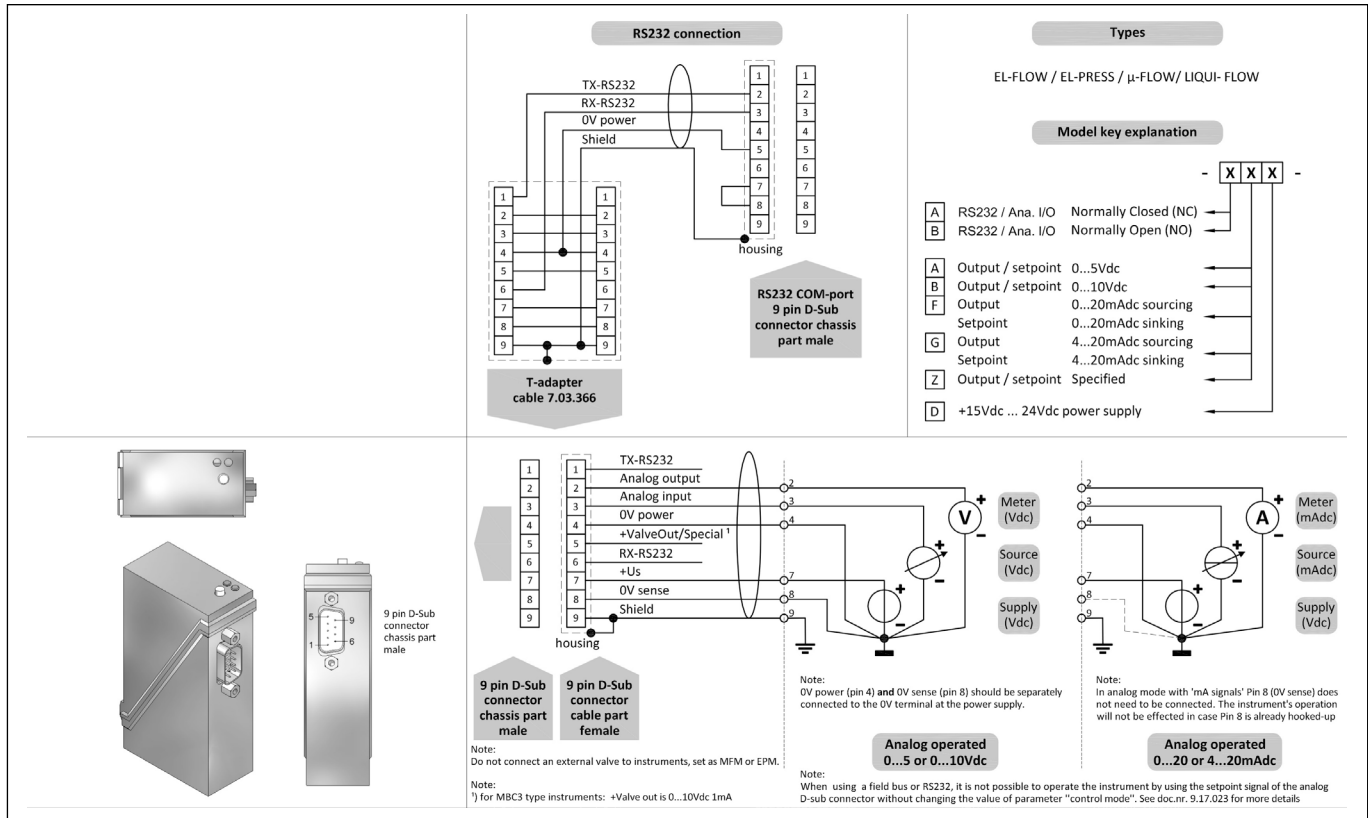 RS232 connection
TX-RS232
RX-RS232
0V power
Shield
1
2
3
4
5
6
7
8
9
1
2
3
4
5
6
7
8
9
housing
1
2
3
4
5
6
7
8
9
1
2
3
4
5
6
7
8
9
RS232 COM-port
9 pin D-Sub
connector chassis
part male
T-adapter
cable 7.03.366
Types
EL-FLOW / EL-PRESS / µ-FLOW/ LIQUI- FLOW
Model key explanation
- X X X -
A RS232 / Ana. I/O Normally Closed (NC)
B RS232 / Ana. I/O Normally Open (NO)
A Output / setpoint 0...5Vdc
B Output / setpoint 0...10Vdc
F Output 0...20mAdc sourcing
Setpoint 0...20mAdc sinking
G Output 4...20mAdc sourcing
Setpoint 4...20mAdc sinking
Z Output / setpoint Specified
D +15Vdc ... 24Vdc power supply
5
9
1
6
9 pin D-Sub
connector
chassis part
male
1
2
3
4
5
6
7
8
9
1
2
3
4
5
6
7
8
9
housing
TX-RS232
Analog output
Analog input
0V power
+ValveOut/Special ¹
RX-RS232
+Us
0V sense
Shield
9 pin D-Sub
connector
chassis part
male
9 pin D-Sub
connector
cable part
female
Note:
Do not connect an external valve to instruments, set as MFM or EPM.
Note:
¹) for MBC3 type instruments: +Valve out is 0...10Vdc 1mA
2
3
4
7
8
9
V
+
−
+
−
+
−
Meter
(Vdc)
Source
(Vdc)
Supply
(Vdc)
Note:
0V power (pin 4) and 0V sense (pin 8) should be separately
connected to the 0V terminal at the power supply.
Analog operated
0...5 or 0...10Vdc
2
3
4
7
8
9
A
+
−
+
−
+
−
Meter
(mAdc)
Source
(mAdc)
Supply
(Vdc)
Note:
In analog mode with 'mA signals' Pin 8 (0V sense) does
not need to be connected. The instrument's operation
will not be effected in case Pin 8 is already hooked-up
Analog operated
0...20 or 4...20mAdc
Note:
When using a field bus or RS232, it is not possible to operate the instrument by using the setpoint signal of the analog
D-sub connector without changing the value of parameter "control mode". See doc.nr. 9.17.023 for more details